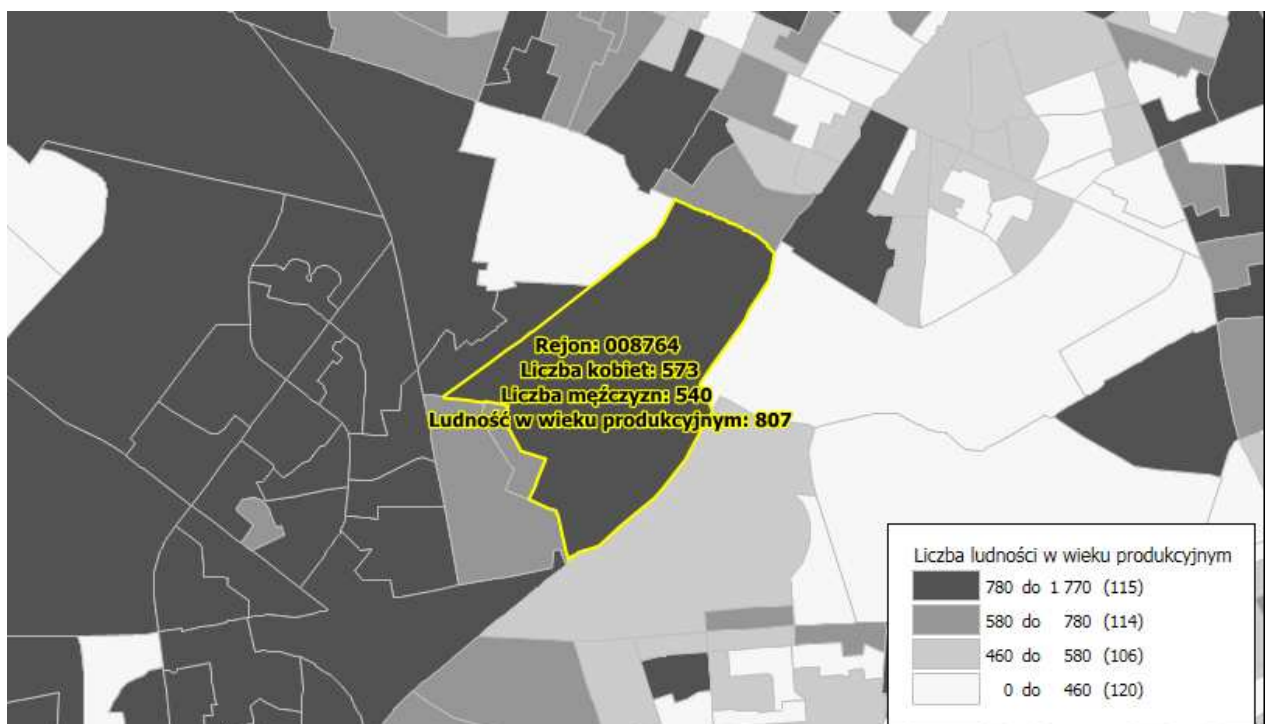 Rejon: 008764
Liczba kobiet: 573
Liczba mężczyzn: 540
Ludność w wieku produkcyjnym: 807
Liczba ludności w wieku produkcyjnym
780 do 1 770 (115)
580 do 780 (114)
460 do 580 (106)
0 do 460 (120)